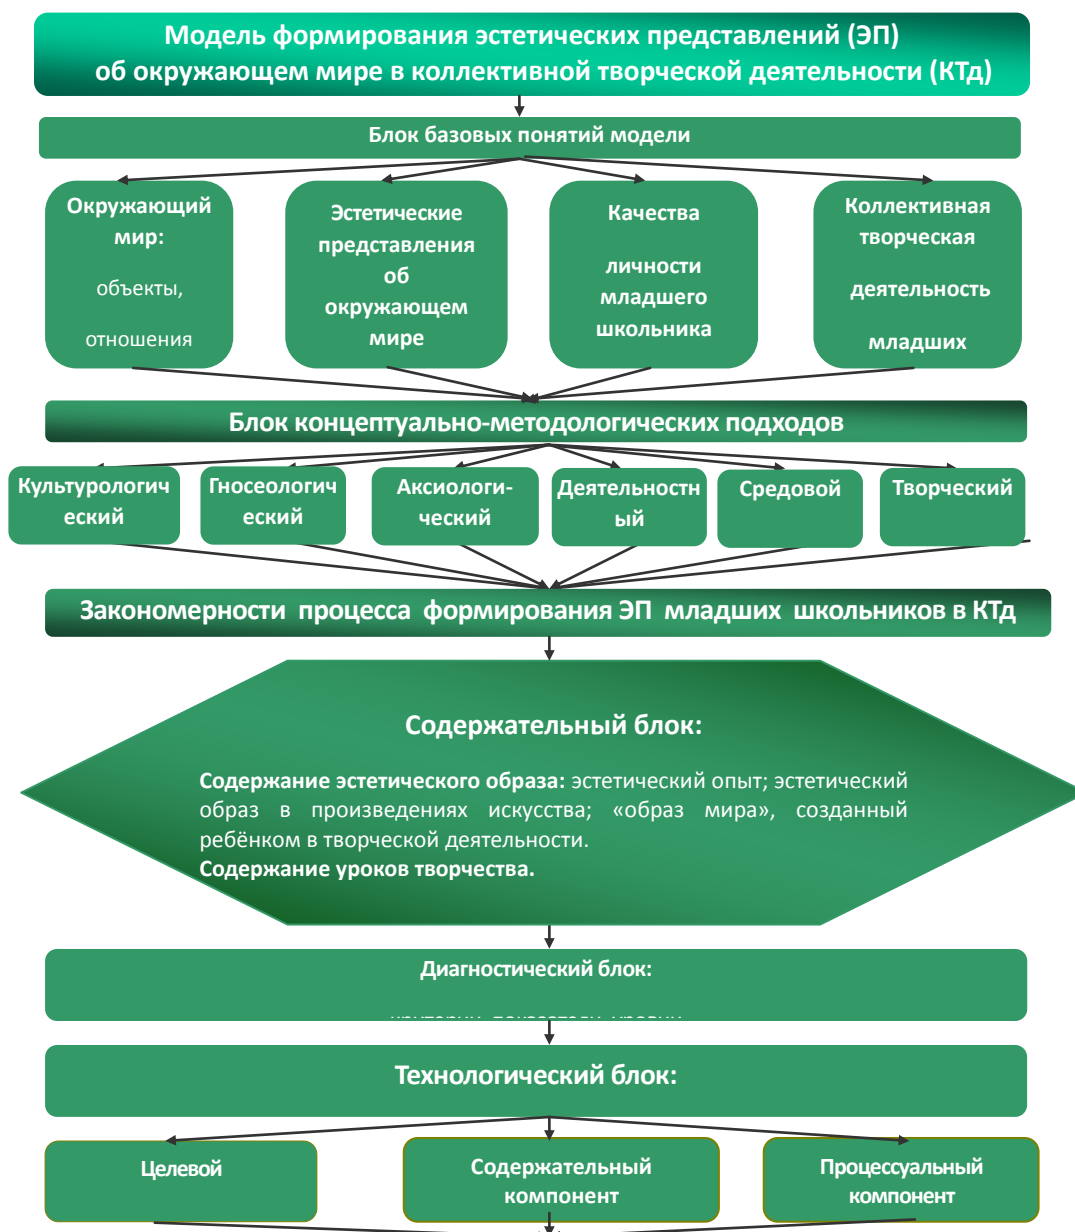 Модель формирования эстетических представлений (ЭП)
об окружающем мире в коллективной творческой деятельности (КТд)
Блок базовых понятий модели
Окружающий
мир:
объекты,
отношения
Эстетические
представления
об
окружающем
мире
Качества
личности
младшего
школьника
Коллективная
творческая
деятельность
младших
Блок концептуально-методологических подходов
Культурологич
еский
Гносеологич
еский
Аксиологи-
ческий
Деятельностн
ый
Средовой
Творческий
Закономерности процесса формирования ЭП младших школьников в КТд
Содержательный блок:
Содержание эстетического образа: эстетический опыт; эстетический
образ в произведениях искусства; «образ мира», созданный
ребёнком в творческой деятельности.
Содержание уроков творчества.
Диагностический блок:
Технологический блок:
Целевой
Содержательный
компонент
Процессуальный
компонент